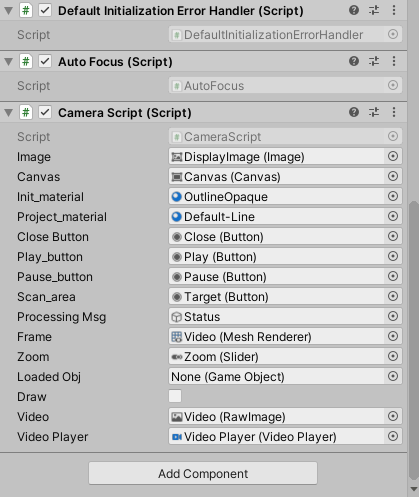 Default Initialization Error Handler (Script)
Script DefaultInitializationErrorHandler
Auto Focus (Script)
Script AutoFocus
Camera Script (Script)
Script CameraScript
Image DisplayImage (Image)
Canvas Canvas (Canvas)
Init_material OutlineOpaque
Project_material Default-Line
Close Button Close (Button)
Play_button Play (Button)
Pause_button Pause (Button)
Scan_area Target (Button)
Processing Msg Status
Frame Video (Mesh Renderer)
Zoom Zoom (Slider)
Loaded Obj None (Game Object)
Draw
Video Video (RawImage)
Video Player Video Player (Video Player)
Add Component